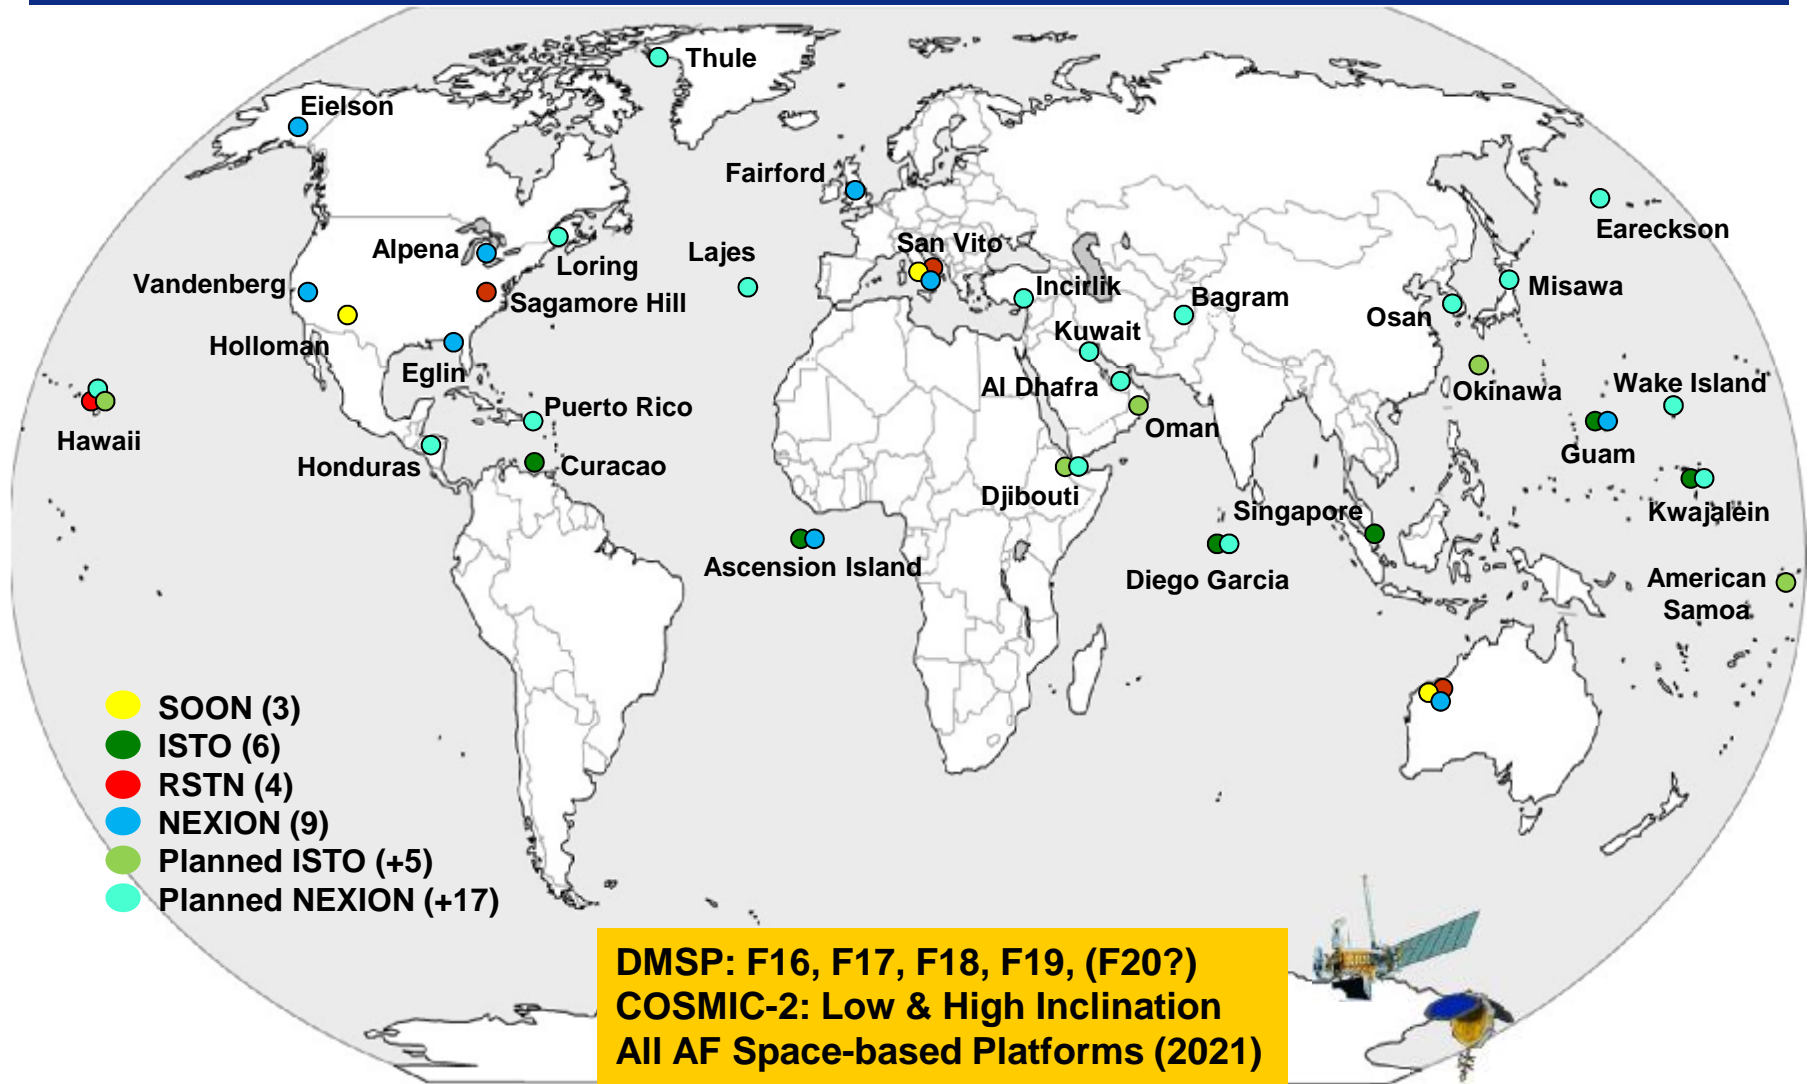 Thule
Eielson
Fairford
San Vito
Eareckson
Alpena
Lajes
Loring
Vandenberg
Incirlik
Bagram
Misawa
Sagamore Hill
Osan
Kuwait
Holloman
Eglin
Al Dhafra
Okinawa
Wake Island
Puerto Rico
Oman
Hawaii
Guam
Honduras
Curacao
Djibouti
Singapore
Kwajalein
Ascension Island
Diego Garcia
American
Samoa
SOON (3)
ISTO (6)
RSTN (4)
NEXION (9)
Planned ISTO (+5)
Planned NEXION (+17)
DMSP: F16, F17, F18, F19, (F20?)
COSMIC-2: Low & High Inclination
All AF Space-based Platforms (2021)